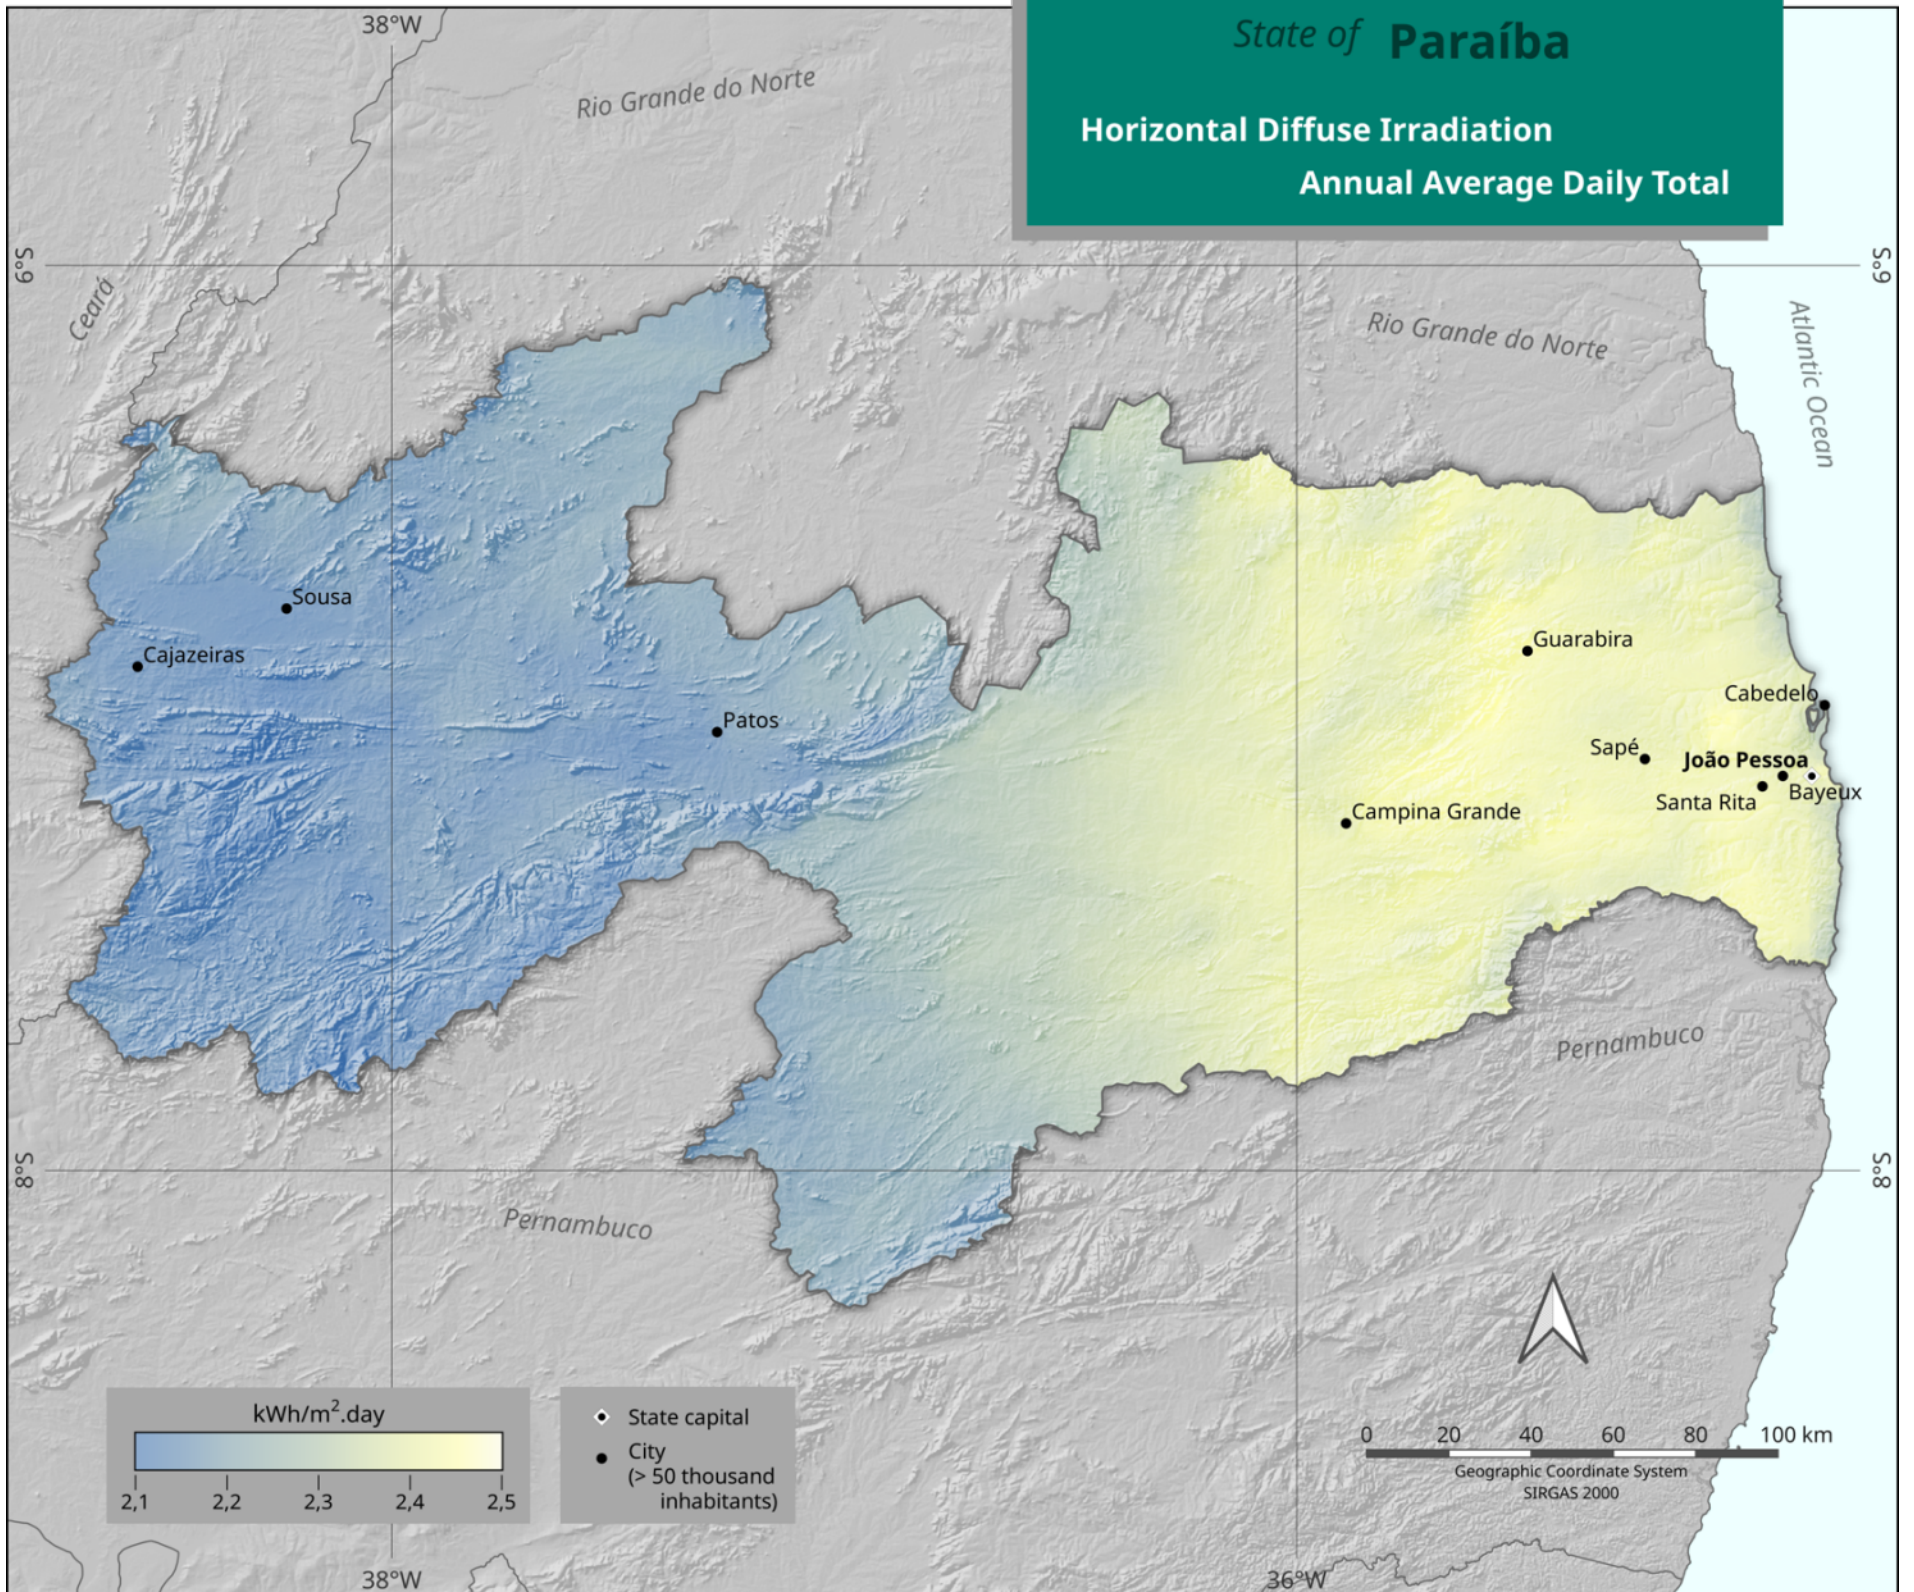 State of Paraíba
Horizontal Diffuse Irradiation
Annual Average Daily Total
38°W
Rio Grande do Norte
6°S
6°S
Ceará
Rio Grande do Norte
Atlantic Ocean
Sousa
Cajazeiras
Patos
Guarabira
Cabedelo
Sapé
João Pessoa
Bayeux
Santa Rita
Campina Grande
Pernambuco
8°S
8°S
Pernambuco
kWh/m².day
2,1 2,2 2,3 2,4 2,5
State capital
City
(> 50 thousand
inhabitants)
0 20 40 60 80 100 km
Geographic Coordinate System
SIRGAS 2000
38°W
36°W